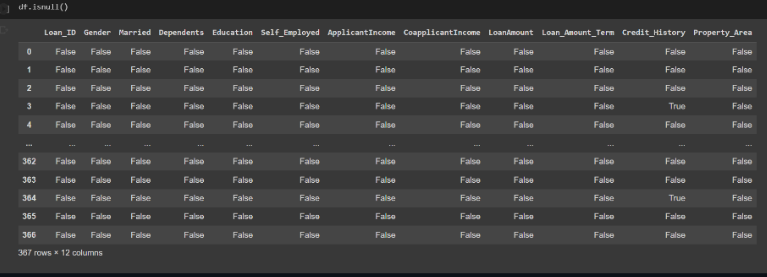 df.isnull()
Loan_ID Gender Married Dependents Education Self_Employed ApplicantIncome CoapplicantIncome LoanAmount Loan_Amount_Term Credit_History Property_Area
0 False False False False False False False False False False False False
1 False False False False False False False False False False False False
2 False False False False False False False False False False False False
3 False False False False False False False False False False True False
4 False False False False False False False False False False False False
... ... ... ... ... ... ... ... ... ... ... ... ...
362 False False False False False False False False False False False False
363 False False False False False False False False False False False False
364 False False False False False False False False False False True False
365 False False False False False False False False False False False False
366 False False False False False False False False False False False False
367 rows × 12 columns